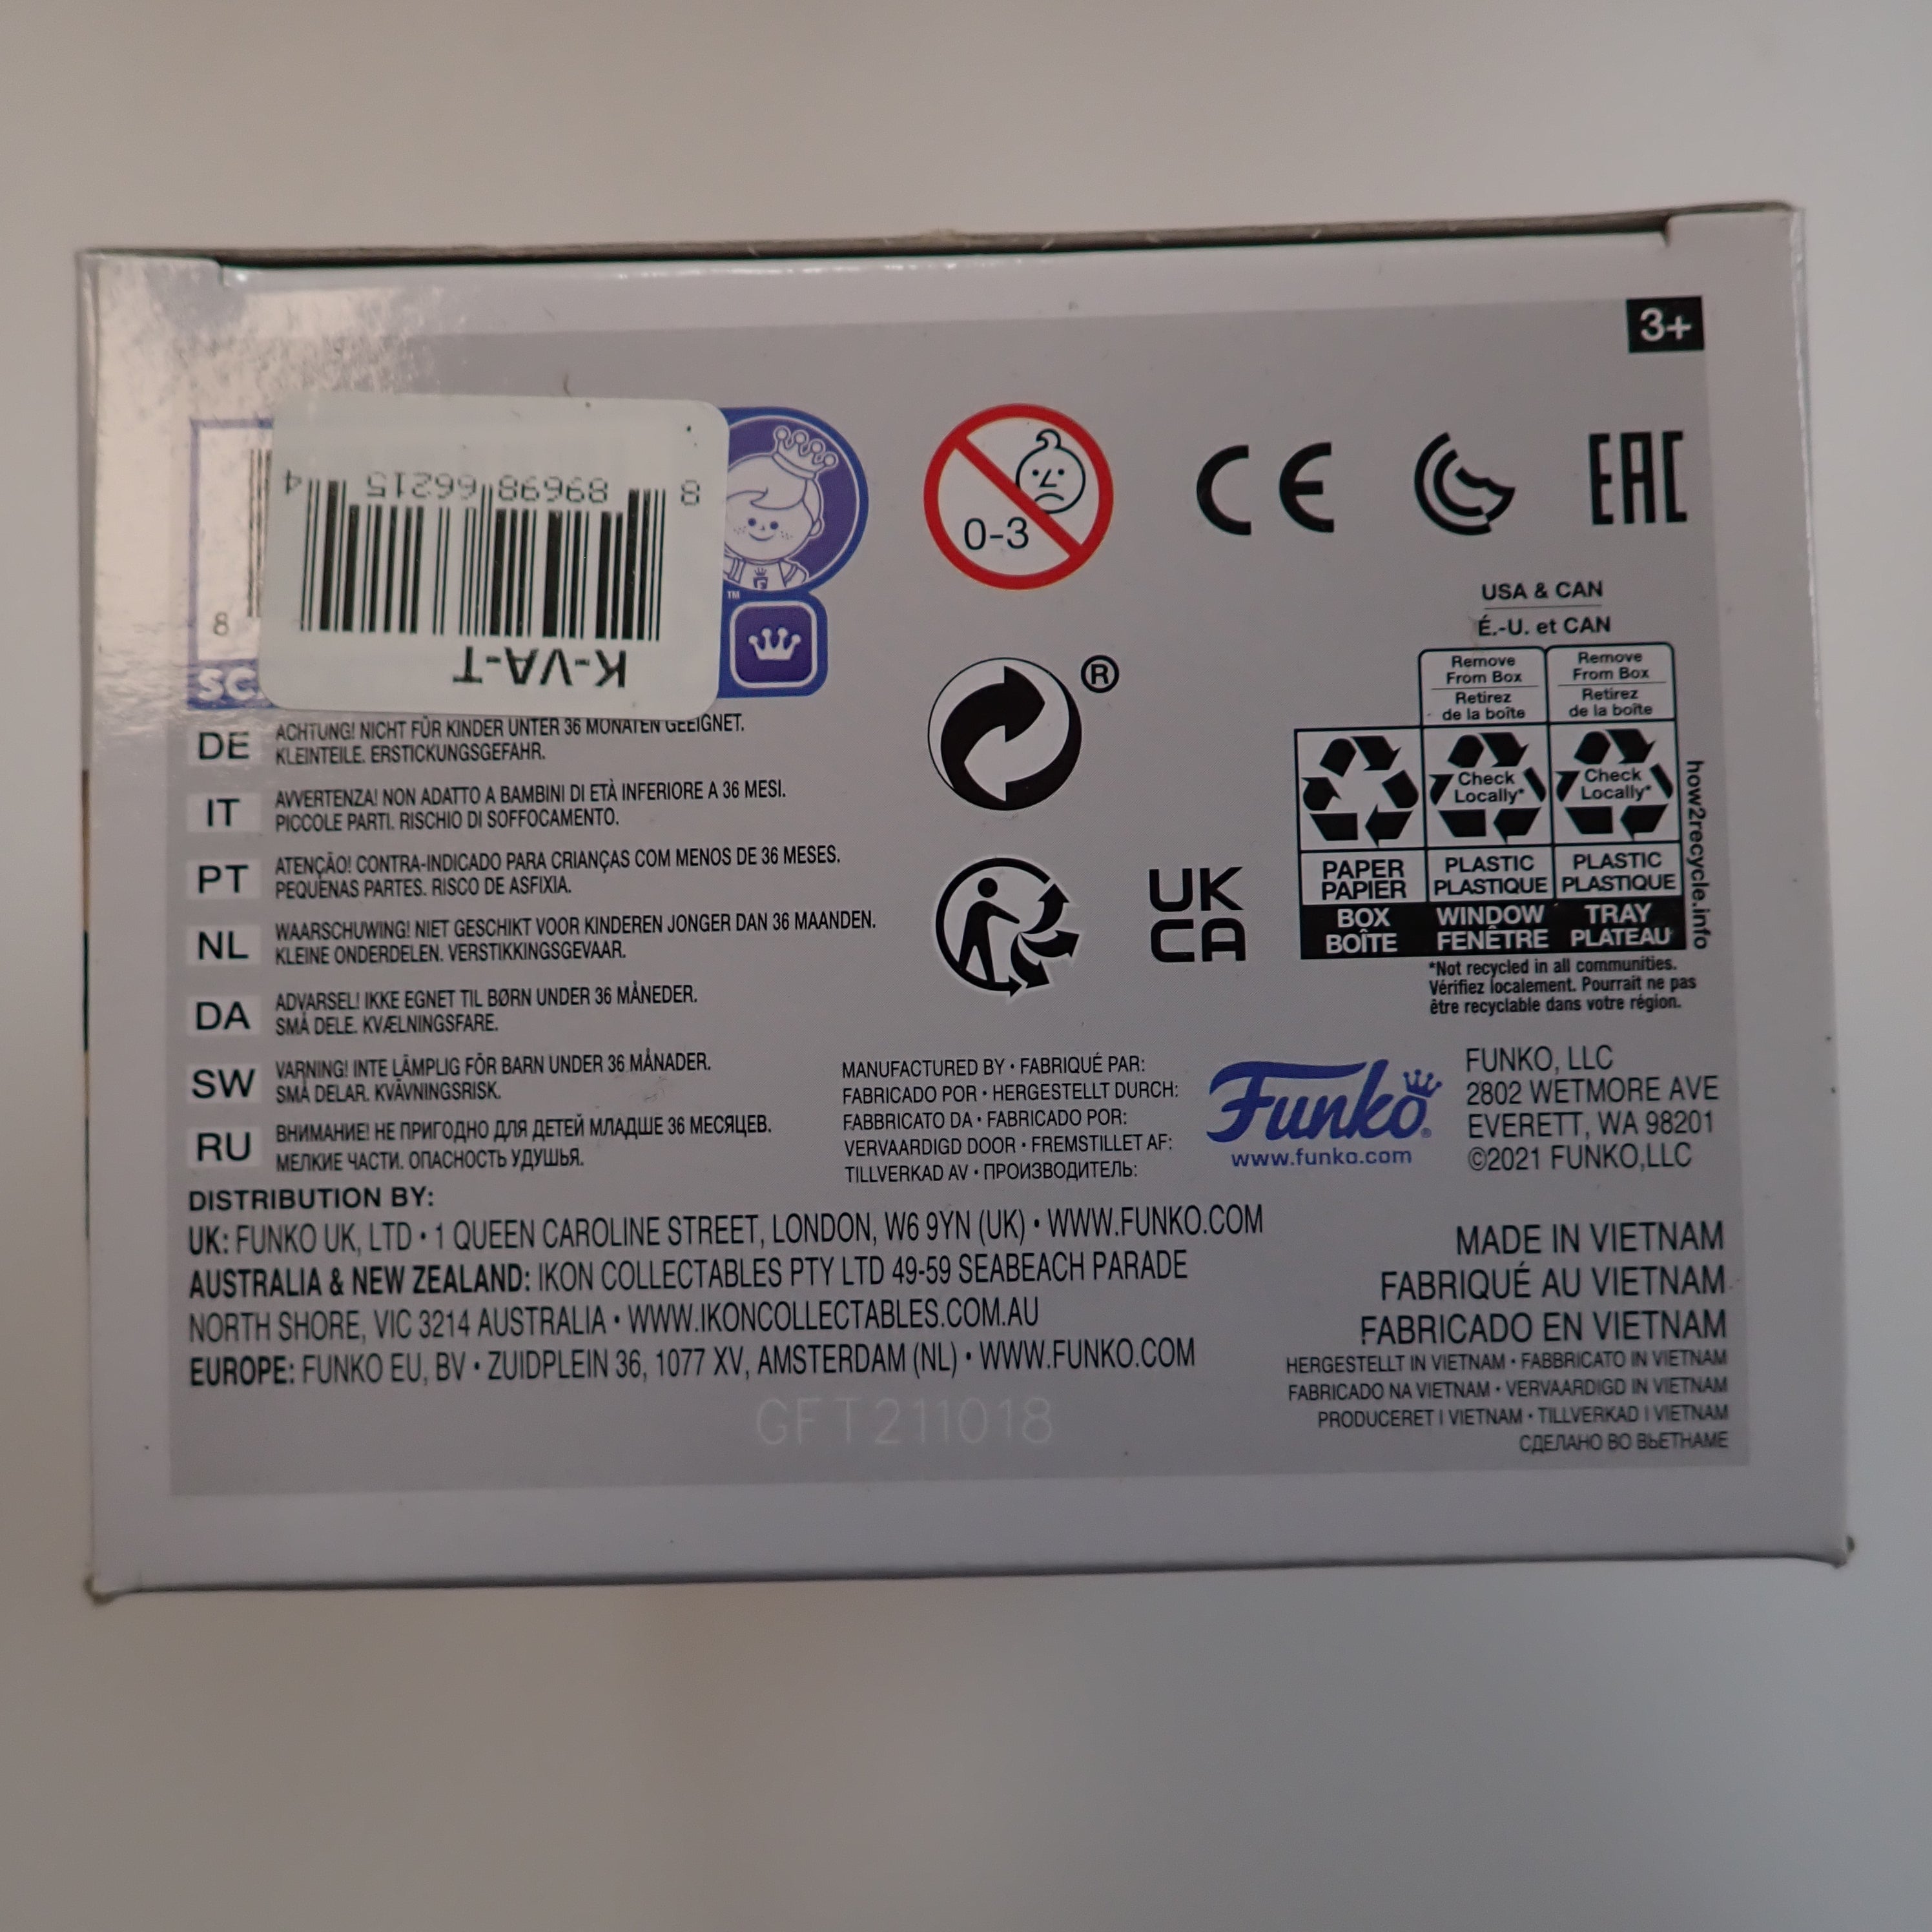 3+
8 89698 66215 4
K-VA-T
8
SC
TM
0-3
CE
EAC
USA & CAN
É.-U. et CAN
Remove From Box
Retirez de la boîte
Remove From Box
Retirez de la boîte
®
Check Locally*
Check Locally*
PAPER PAPIER
PLASTIC PLASTIQUE
PLASTIC PLASTIQUE
BOX BOÎTE
WINDOW FENÊTRE
TRAY PLATEAU
how2recycle.info
*Not recycled in all communities.
Vérifiez localement. Pourrait ne pas
être recyclable dans votre région.
UK
CA
DE ACHTUNG! NICHT FÜR KINDER UNTER 36 MONATEN GEEIGNET.
KLEINTEILE. ERSTICKUNGSGEFAHR.
IT AVVERTENZA! NON ADATTO A BAMBINI DI ETÀ INFERIORE A 36 MESI.
PICCOLE PARTI. RISCHIO DI SOFFOCAMENTO.
PT ATENÇÃO! CONTRA-INDICADO PARA CRIANÇAS COM MENOS DE 36 MESES.
PEQUENAS PARTES. RISCO DE ASFIXIA.
NL WAARSCHUWING! NIET GESCHIKT VOOR KINDEREN JONGER DAN 36 MAANDEN.
KLEINE ONDERDELEN. VERSTIKKINGSGEVAAR.
DA ADVARSEL! IKKE EGNET TIL BØRN UNDER 36 MÅNEDER.
SMÅ DELE. KVÆLNINGSFARE.
SW VARNING! INTE LÄMPLIG FÖR BARN UNDER 36 MÅNADER.
SMÅ DELAR. KVÄVNINGSRISK.
RU ВНИМАНИЕ! НЕ ПРИГОДНО ДЛЯ ДЕТЕЙ МЛАДШЕ 36 МЕСЯЦЕВ.
МЕЛКИЕ ЧАСТИ. ОПАСНОСТЬ УДУШЬЯ.
MANUFACTURED BY • FABRIQUÉ PAR:
FABRICADO POR • HERGESTELLT DURCH:
FABBRICATO DA • FABRICADO POR:
VERVAARDIGD DOOR • FREMSTILLET AF:
TILLVERKAD AV • ПРОИЗВОДИТЕЛЬ:
Funko®
www.funko.com
FUNKO, LLC
2802 WETMORE AVE
EVERETT, WA 98201
©2021 FUNKO,LLC
DISTRIBUTION BY:
UK: FUNKO UK, LTD • 1 QUEEN CAROLINE STREET, LONDON, W6 9YN (UK) • WWW.FUNKO.COM
AUSTRALIA & NEW ZEALAND: IKON COLLECTABLES PTY LTD 49-59 SEABEACH PARADE
NORTH SHORE, VIC 3214 AUSTRALIA • WWW.IKONCOLLECTABLES.COM.AU
EUROPE: FUNKO EU, BV • ZUIDPLEIN 36, 1077 XV, AMSTERDAM (NL) • WWW.FUNKO.COM
MADE IN VIETNAM
FABRIQUÉ AU VIETNAM
FABRICADO EN VIETNAM
HERGESTELLT IN VIETNAM • FABBRICATO IN VIETNAM
FABRICADO NA VIETNAM • VERVAARDIGD IN VIETNAM
PRODUCERET I VIETNAM • TILLVERKAD I VIETNAM
СДЕЛАНО ВО ВЬЕТНАМЕ
GFT211018